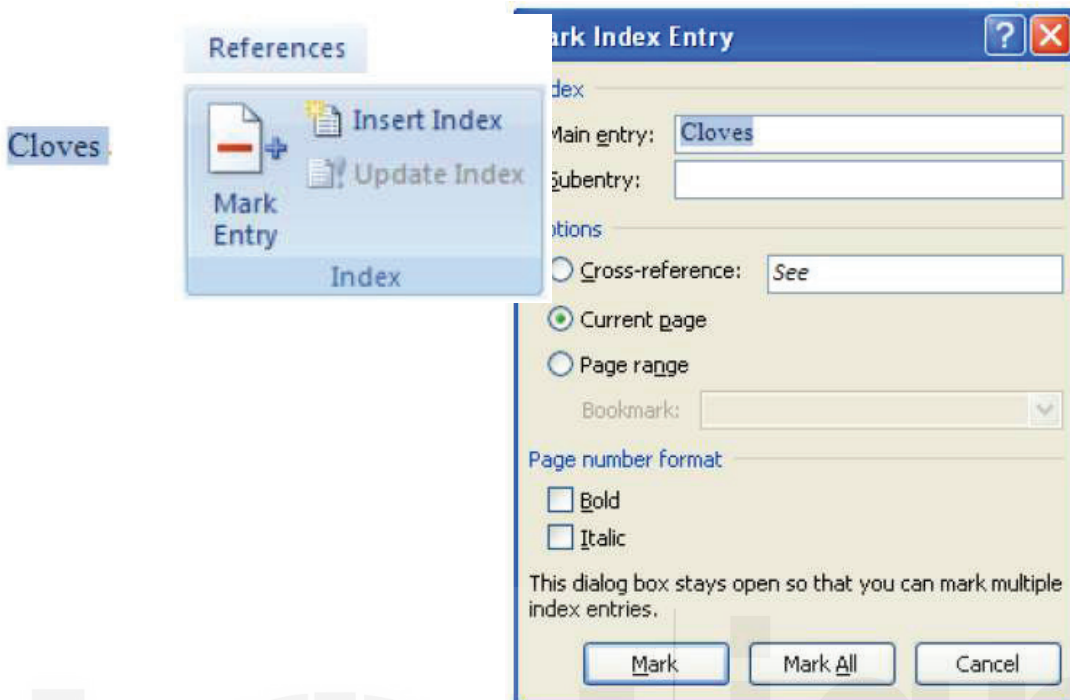 Cloves
References
Insert Index
Update Index
Mark
Entry
Index
ark Index Entry
dex
Main entry: Cloves
Subentry:
ptions
Cross-reference: See
Current page
Page range
Bookmark:
Page number format
Bold
Italic
This dialog box stays open so that you can mark multiple
index entries.
Mark Mark All Cancel